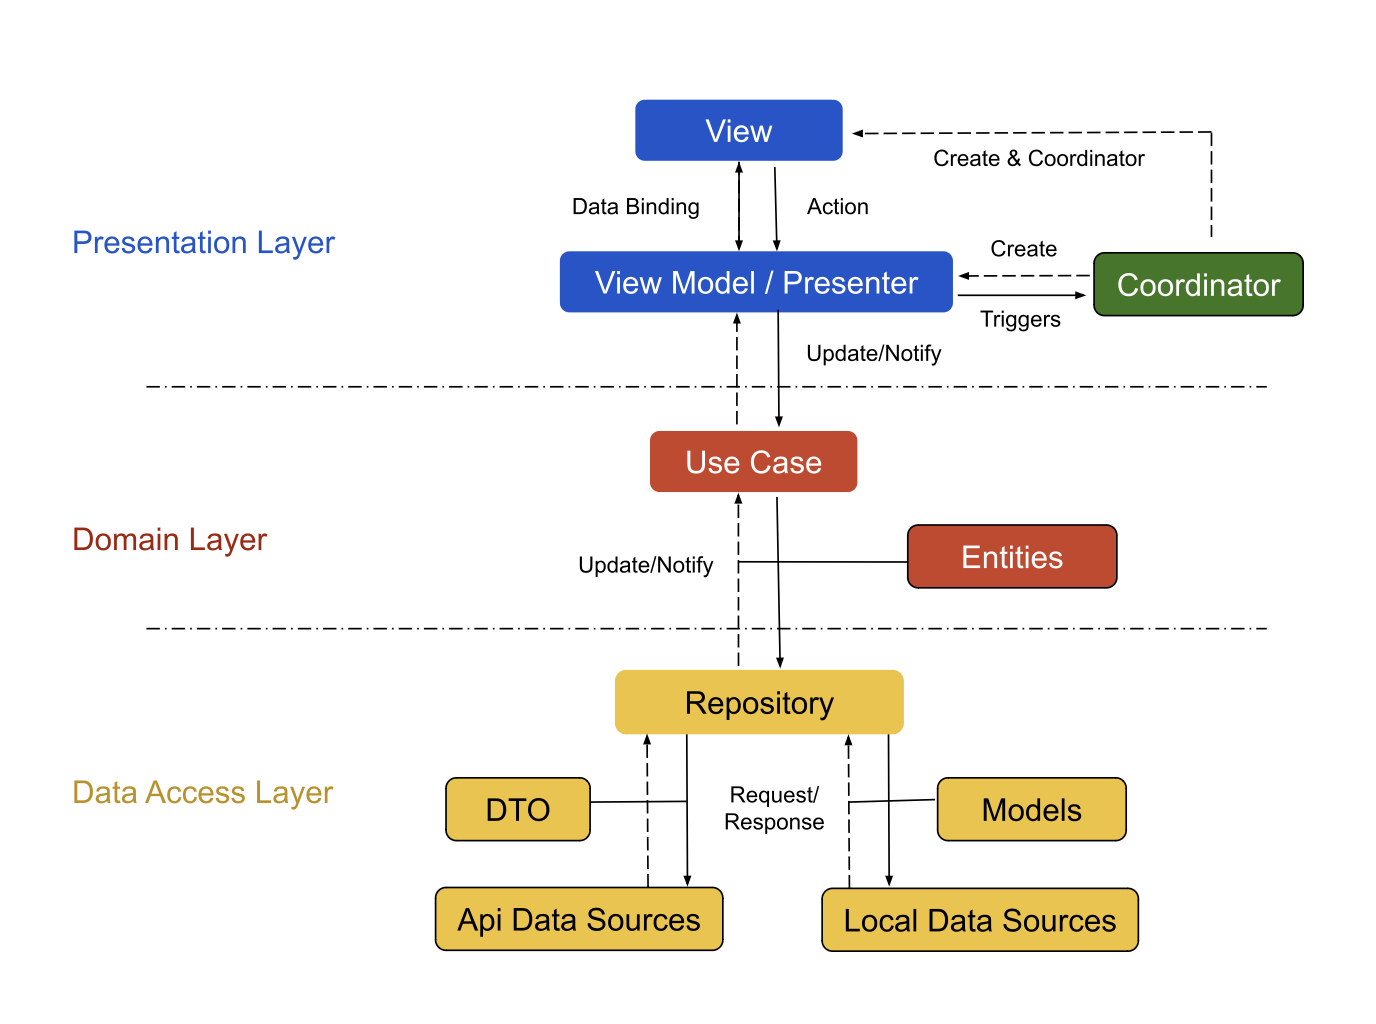 View
Create & Coordinator
Data Binding
Action
Presentation Layer
Create
View Model / Presenter
Coordinator
Triggers
Update/Notify
Use Case
Domain Layer
Entities
Update/Notify
Repository
Data Access Layer
DTO
Request/
Response
Models
Api Data Sources
Local Data Sources